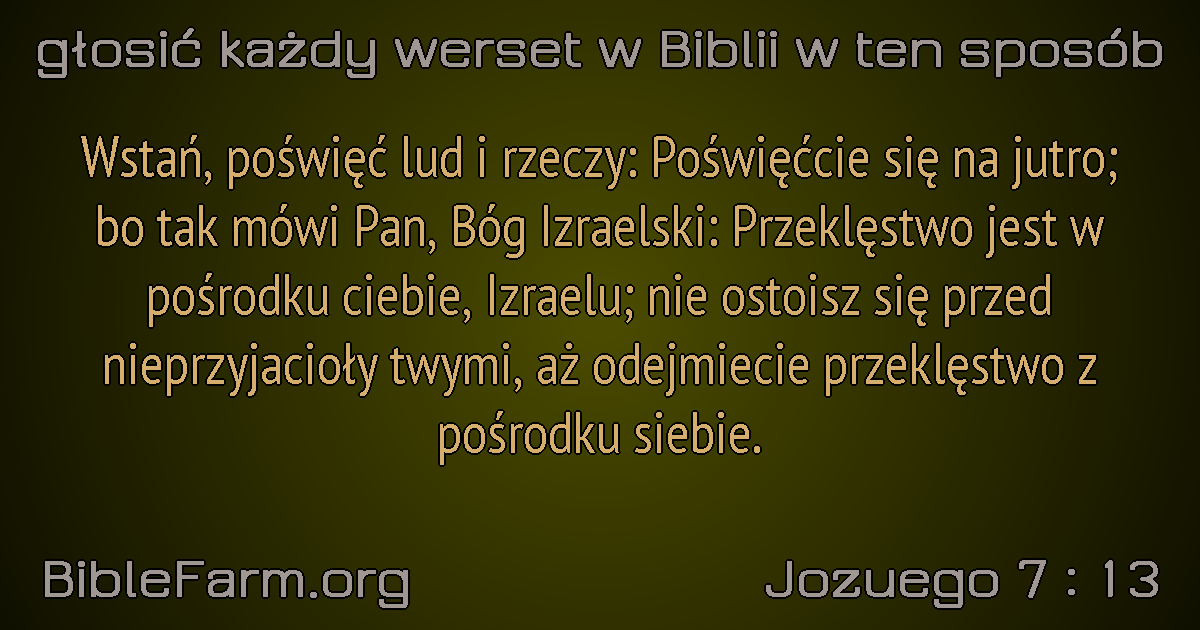 głosić każdy werset w Biblii w ten sposób
Wstań, poświęć lud i rzeczy: Poświęćcie się na jutro;
bo tak mówi Pan, Bóg Izraelski: Przeklęstwo jest w
pośrodku ciebie, Izraelu; nie ostoisz się przed
nieprzyjacioły twymi, aż odejmiecie przeklęstwo z
pośrodku siebie.
BibleFarm.org
Jozuego 7 : 13